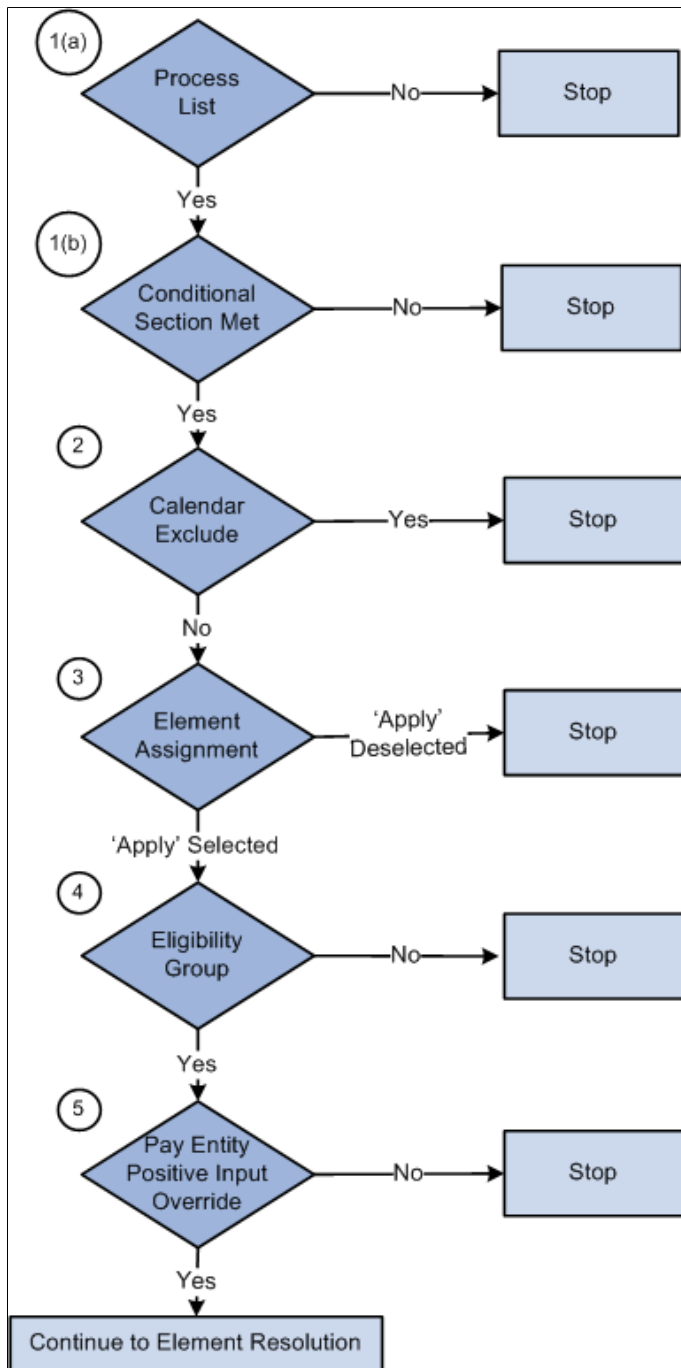 1(a)
Process
List
No
Stop
Yes
1(b)
Conditional
Section Met
No
Stop
Yes
2
Calendar
Exclude
Yes
Stop
No
3
Element
Assignment
‘Apply’
Deselected
Stop
‘Apply’ Selected
4
Eligibility
Group
No
Stop
Yes
5
Pay Entity
Positive Input
Override
No
Stop
Yes
Continue to Element Resolution